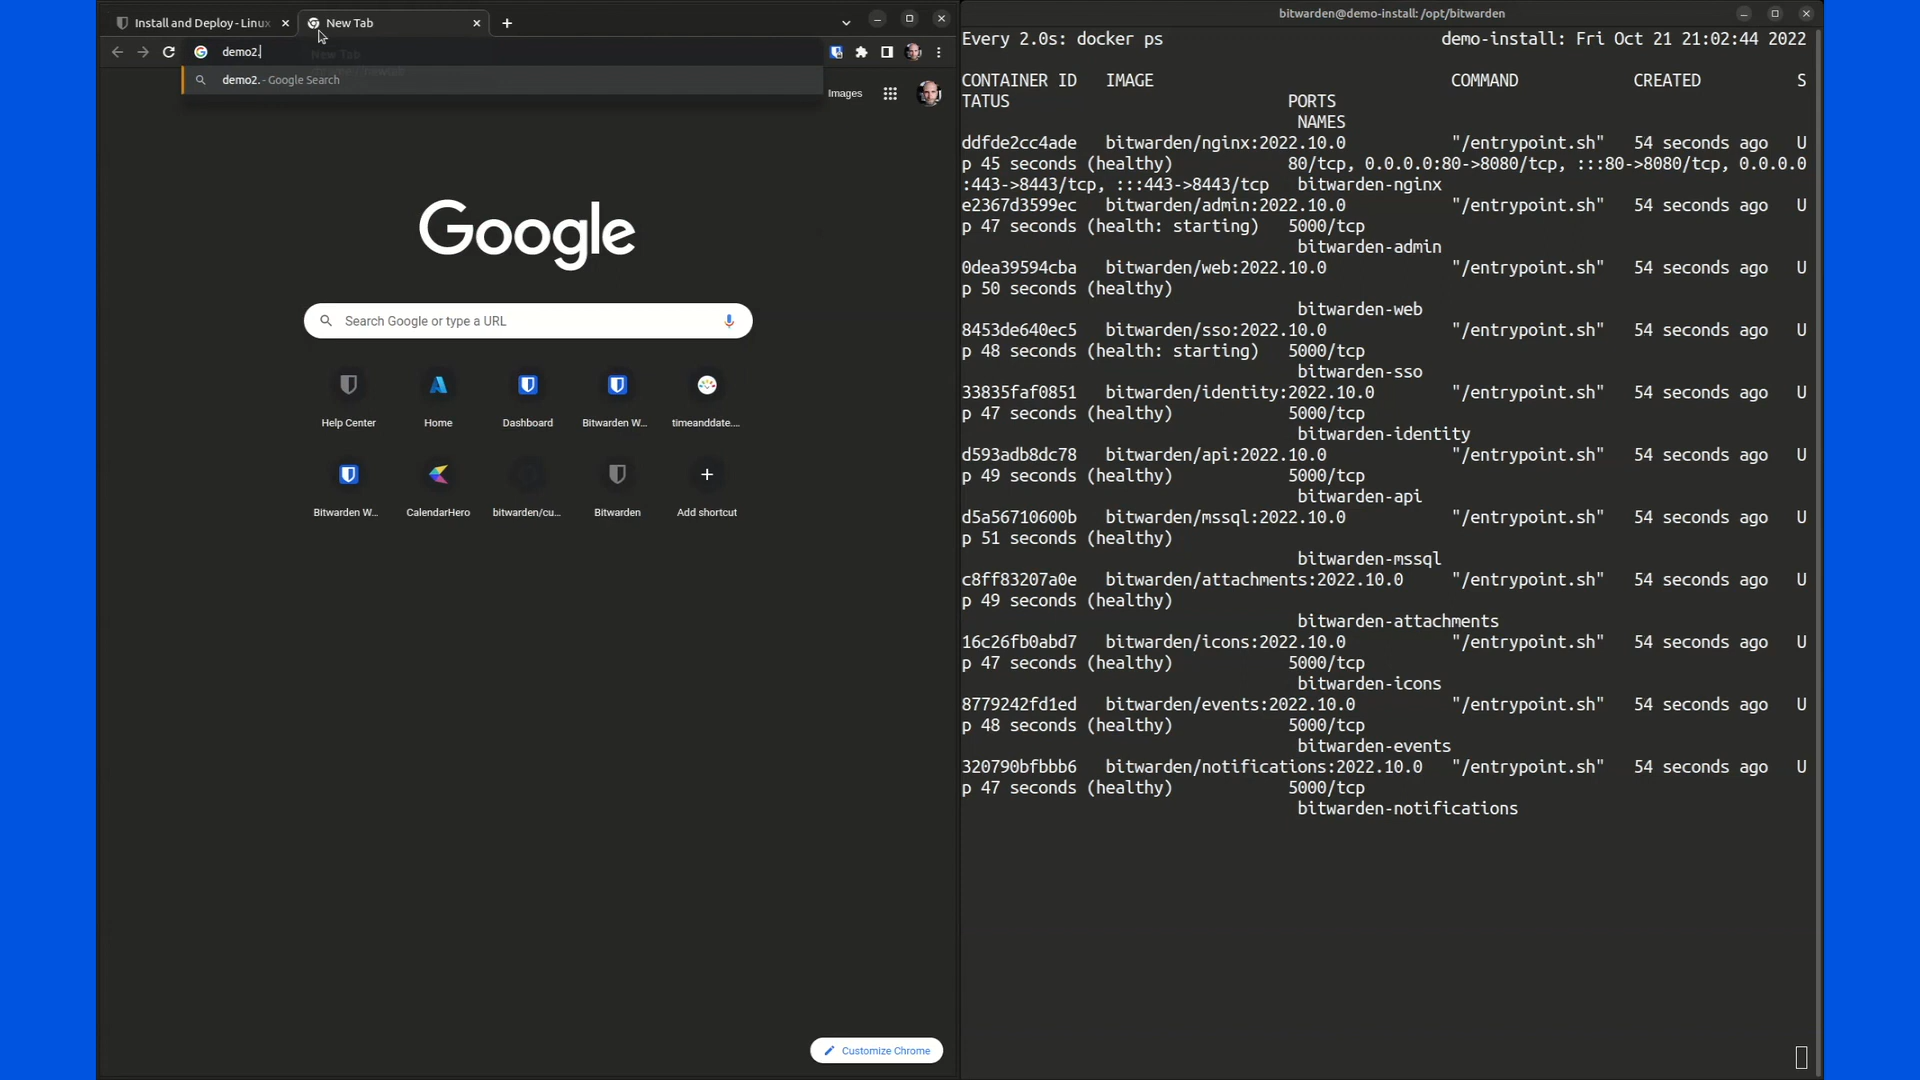 Install and Deploy - Linux
New Tab
demo2.
New Tab
demo2. - Google Search
Images
Google
Search Google or type a URL
Help Center
Home
Dashboard
Bitwarden W...
timeanddate....
Bitwarden W...
CalendarHero
bitwarden/cu...
Bitwarden
Add shortcut
Customize Chrome
bitwarden@demo-install: /opt/bitwarden
Every 2.0s: docker ps demo-install: Fri Oct 21 21:02:44 2022
CONTAINER ID IMAGE COMMAND CREATED S
TATUS PORTS
NAMES
ddfde2cc4ade bitwarden/nginx:2022.10.0 "/entrypoint.sh" 54 seconds ago U
p 45 seconds (healthy) 80/tcp, 0.0.0.0:80->8080/tcp, :::80->8080/tcp, 0.0.0.0
:443->8443/tcp, :::443->8443/tcp bitwarden-nginx
e2367d3599ec bitwarden/admin:2022.10.0 "/entrypoint.sh" 54 seconds ago U
p 47 seconds (health: starting) 5000/tcp
bitwarden-admin
0dea39594cba bitwarden/web:2022.10.0 "/entrypoint.sh" 54 seconds ago U
p 50 seconds (healthy)
bitwarden-web
8453de640ec5 bitwarden/sso:2022.10.0 "/entrypoint.sh" 54 seconds ago U
p 48 seconds (health: starting) 5000/tcp
bitwarden-sso
33835faf0851 bitwarden/identity:2022.10.0 "/entrypoint.sh" 54 seconds ago U
p 47 seconds (healthy) 5000/tcp
bitwarden-identity
d593adb8dc78 bitwarden/api:2022.10.0 "/entrypoint.sh" 54 seconds ago U
p 49 seconds (healthy) 5000/tcp
bitwarden-api
d5a56710600b bitwarden/mssql:2022.10.0 "/entrypoint.sh" 54 seconds ago U
p 51 seconds (healthy)
bitwarden-mssql
c8ff83207a0e bitwarden/attachments:2022.10.0 "/entrypoint.sh" 54 seconds ago U
p 49 seconds (healthy)
bitwarden-attachments
16c26fb0abd7 bitwarden/icons:2022.10.0 "/entrypoint.sh" 54 seconds ago U
p 47 seconds (healthy) 5000/tcp
bitwarden-icons
8779242fd1ed bitwarden/events:2022.10.0 "/entrypoint.sh" 54 seconds ago U
p 48 seconds (healthy) 5000/tcp
bitwarden-events
320790bfbbb6 bitwarden/notifications:2022.10.0 "/entrypoint.sh" 54 seconds ago U
p 47 seconds (healthy) 5000/tcp
bitwarden-notifications